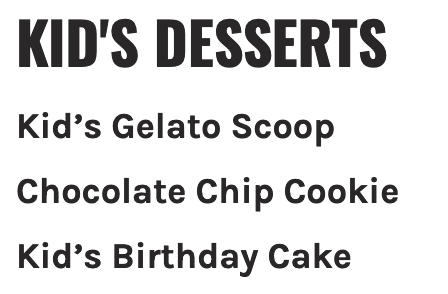 KID'S DESSERTS
Kid’s Gelato Scoop
Chocolate Chip Cookie
Kid’s Birthday Cake